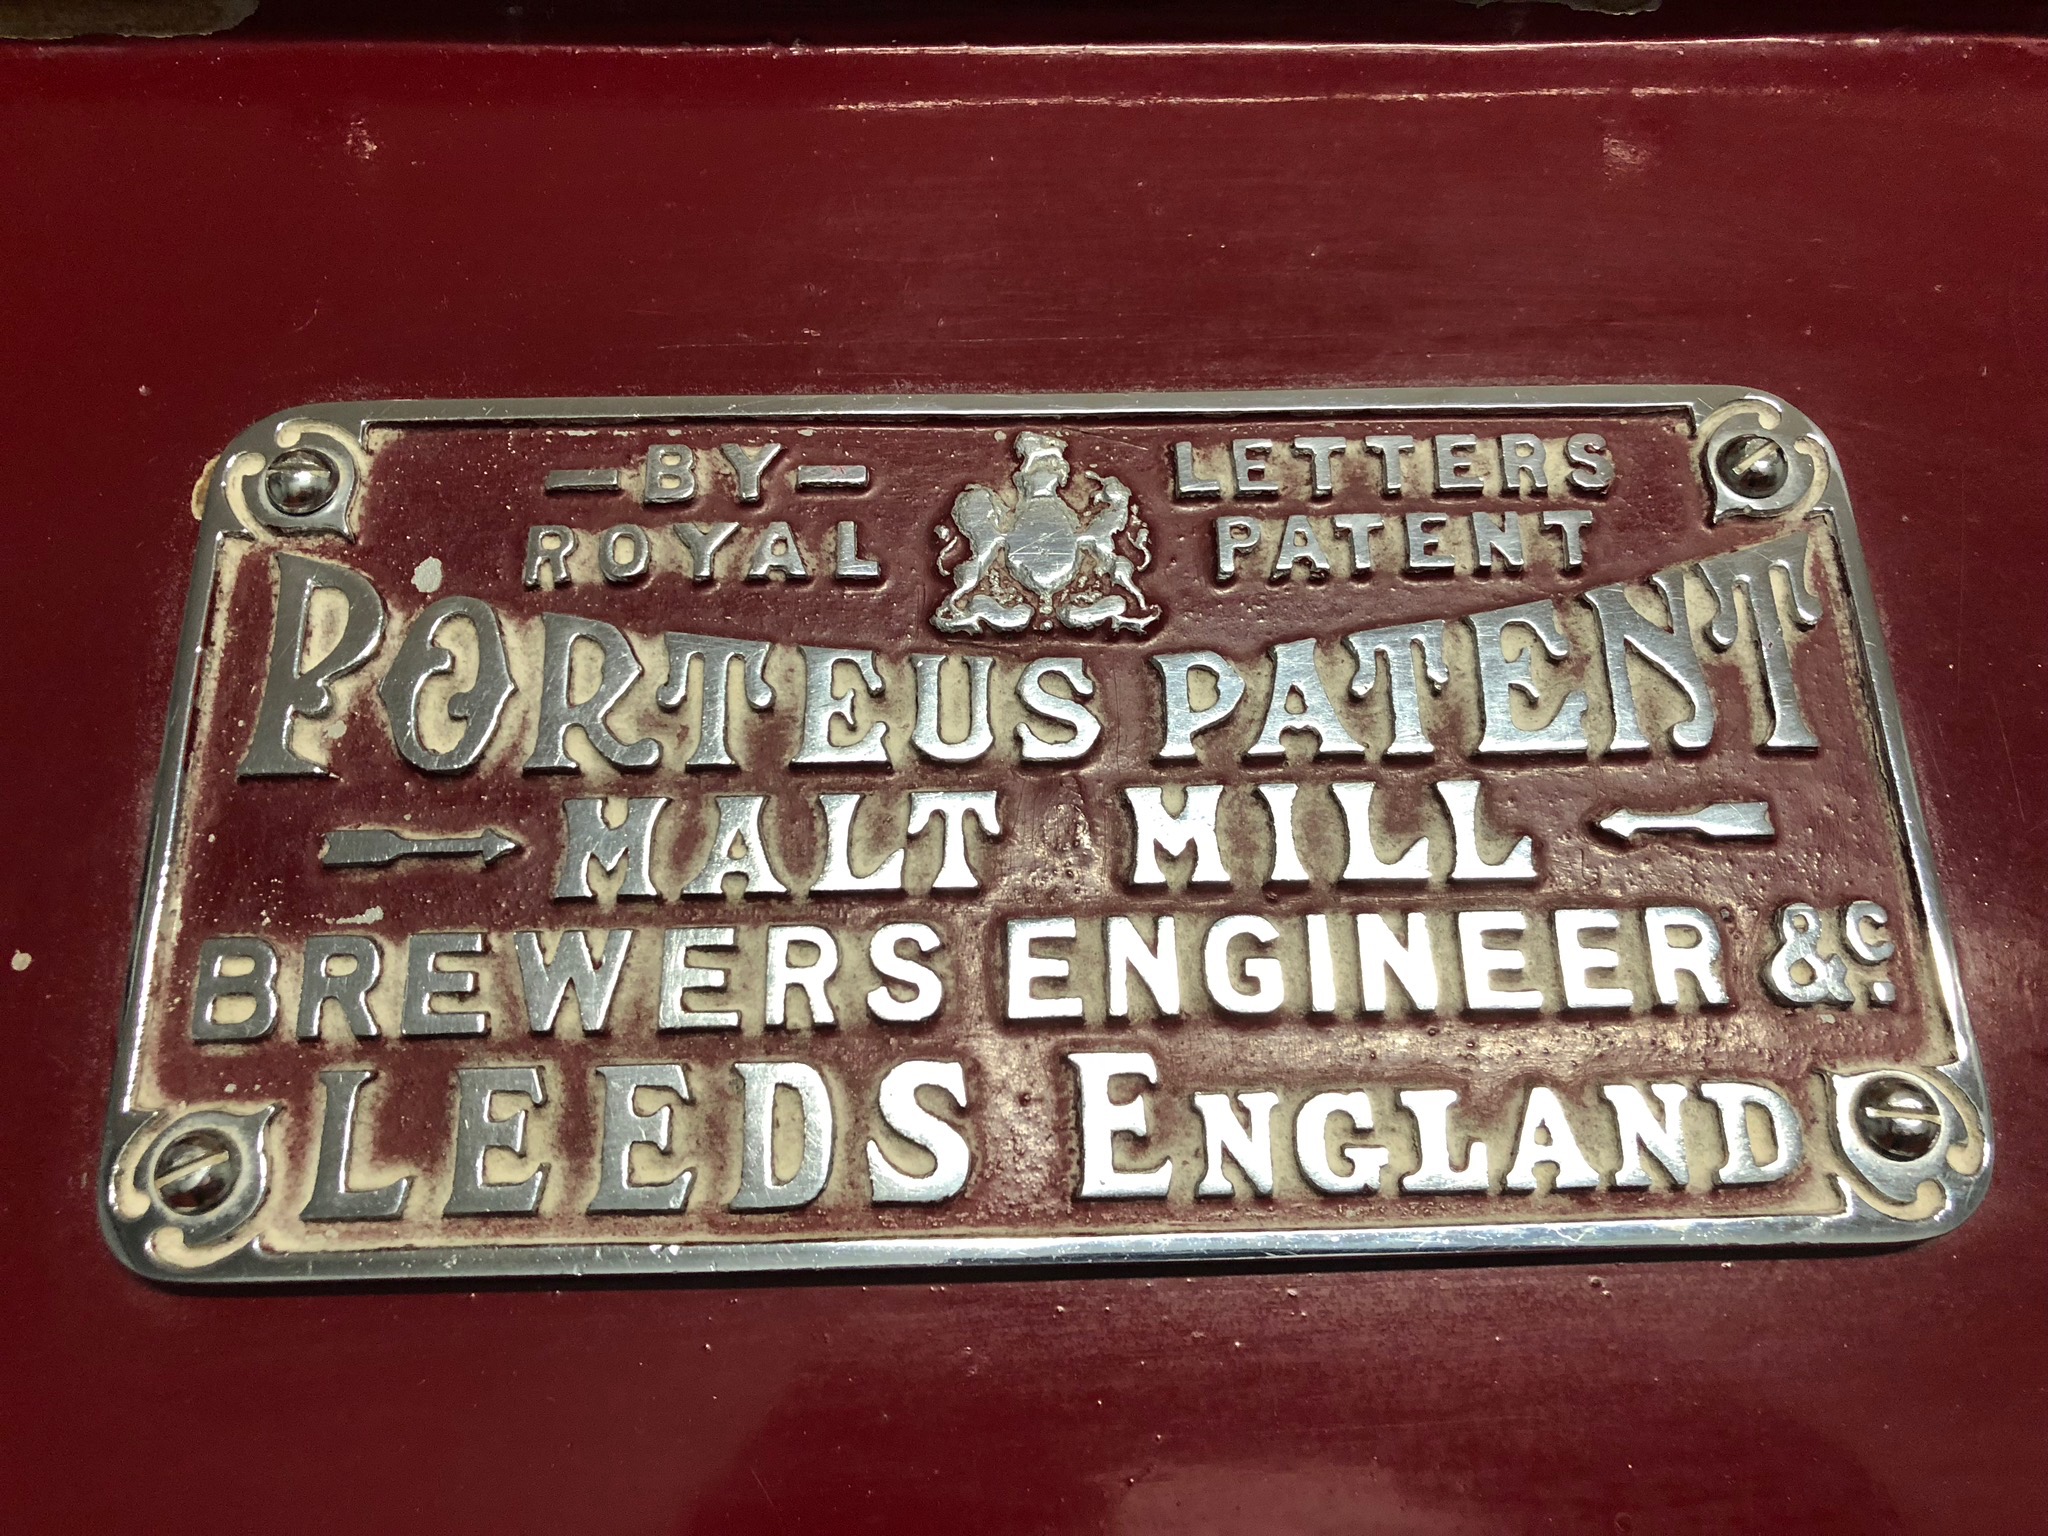 —BY— LETTERS
ROYAL PATENT
PORTEUS PATENT
MALT MILL
BREWERS ENGINEER &c.
LEEDS ENGLAND